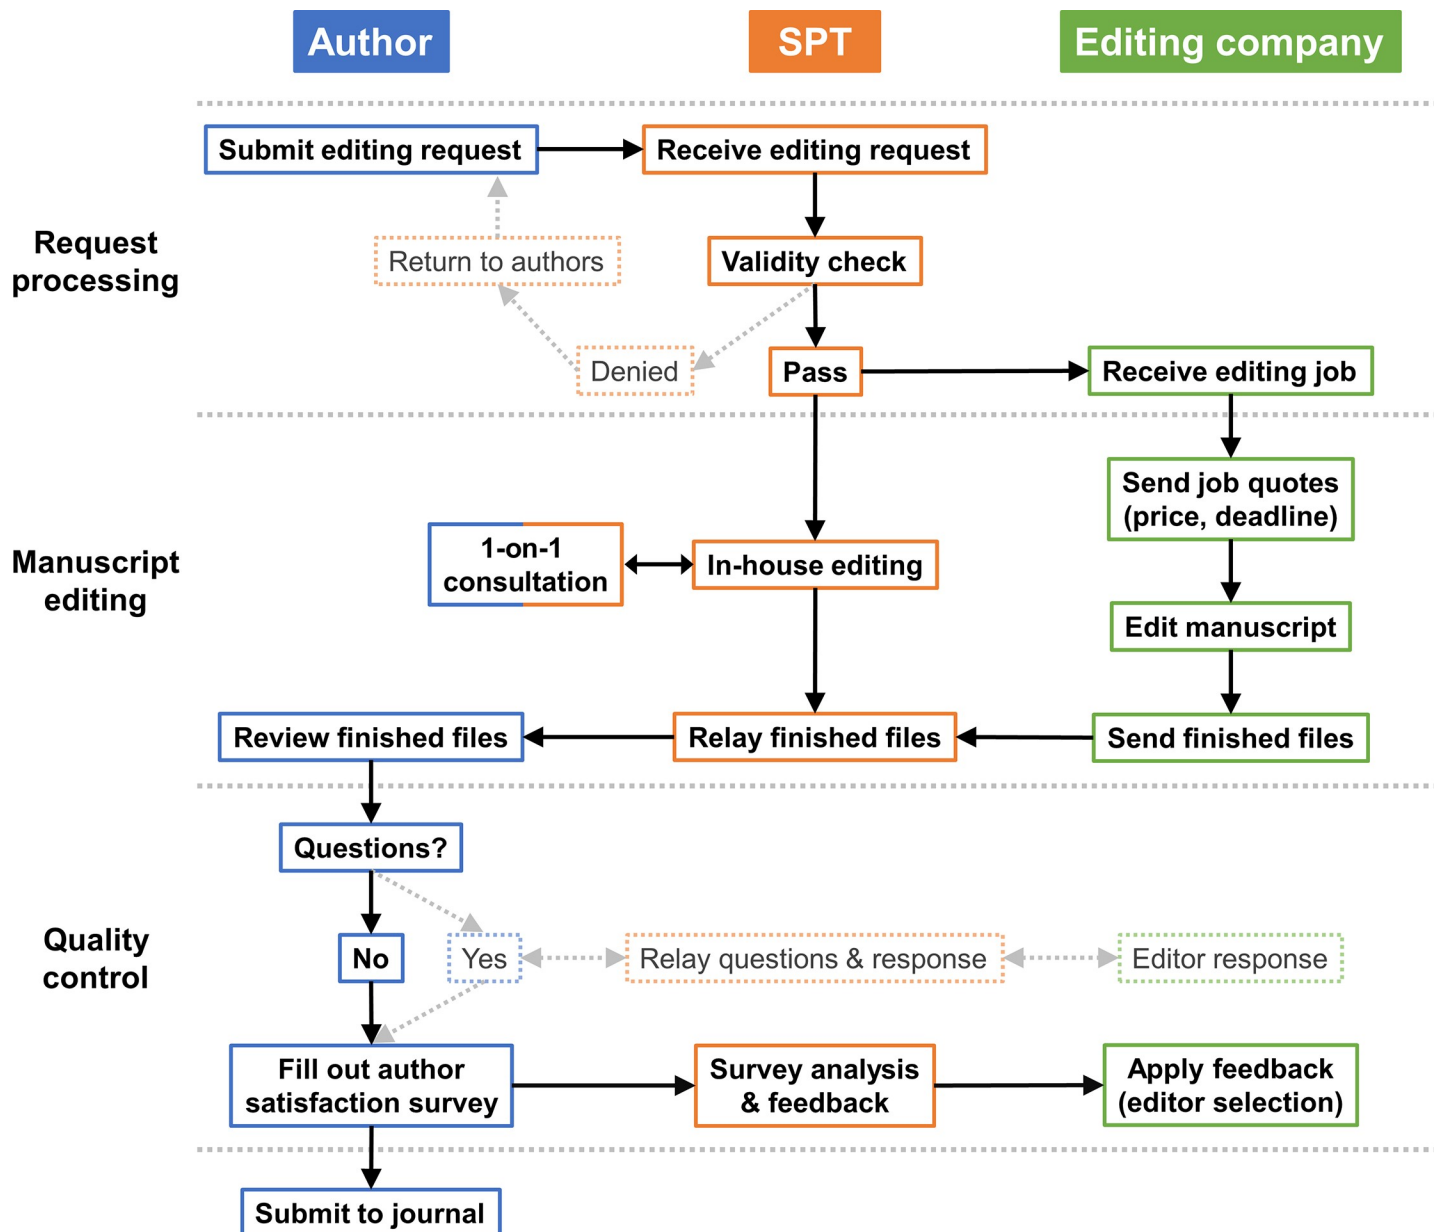 Author
SPT
Editing company
Submit editing request
Receive editing request
Request
processing
Return to authors
Validity check
Denied
Pass
Receive editing job
Send job quotes
(price, deadline)
Manuscript
editing
1-on-1
consultation
In-house editing
Edit manuscript
Review finished files
Relay finished files
Send finished files
Questions?
Quality
control
No
Yes
Relay questions & response
Editor response
Fill out author
satisfaction survey
Survey analysis
& feedback
Apply feedback
(editor selection)
Submit to journal